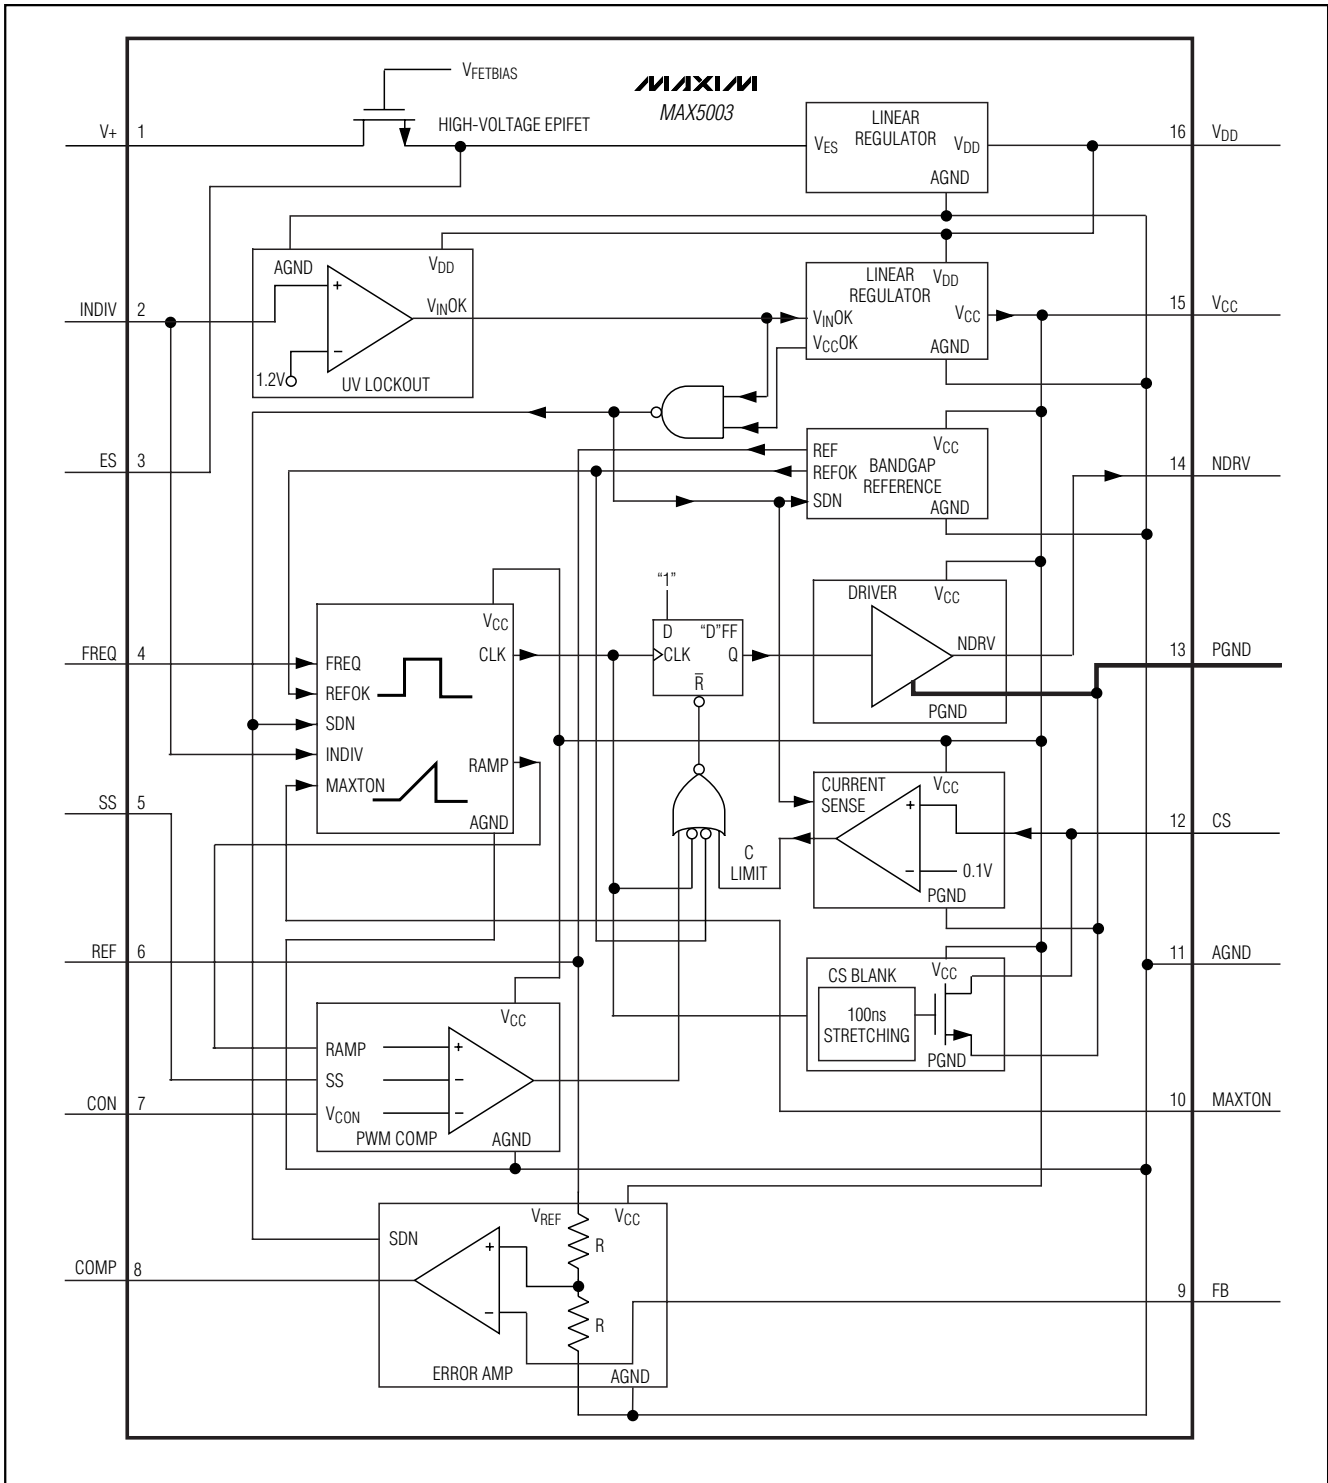 VFETBIAS
MAXIM
MAX5003
HIGH-VOLTAGE EPIFET
V+ 1
LINEAR
REGULATOR
VES
VDD
AGND
16 VDD
AGND
VDD
+
VINOK
−
1.2V
UV LOCKOUT
INDIV 2
LINEAR
REGULATOR
VDD
VINOK
VCC
VCCOK
AGND
15 VCC
ES 3
REF
VCC
REFOK
BANDGAP
REFERENCE
SDN
AGND
14 NDRV
"1"
D "D"FF
CLK Q
R̅
DRIVER
VCC
NDRV
PGND
13 PGND
FREQ 4
VCC
CLK
FREQ
REFOK
SDN
INDIV
RAMP
MAXTON
AGND
SS 5
CURRENT
SENSE
VCC
+
−
0.1V
PGND
12 CS
C
LIMIT
REF 6
CS BLANK
VCC
100ns
STRETCHING
PGND
11 AGND
VCC
RAMP
+
SS
−
VCON
−
PWM COMP
AGND
CON 7
10 MAXTON
VREF
VCC
SDN
+
R
−
R
ERROR AMP
AGND
COMP 8
9 FB